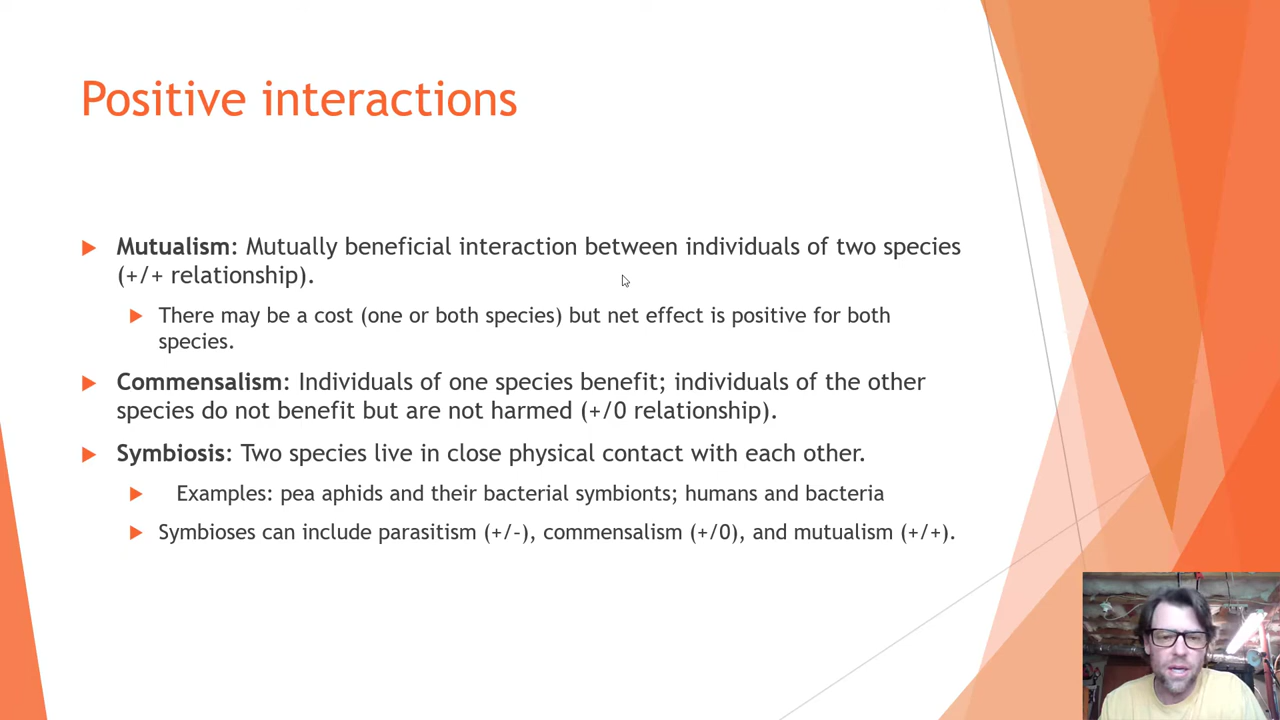 Positive interactions
Mutualism: Mutually beneficial interaction between individuals of two species
(+/+ relationship).
There may be a cost (one or both species) but net effect is positive for both
species.
Commensalism: Individuals of one species benefit; individuals of the other
species do not benefit but are not harmed (+/0 relationship).
Symbiosis: Two species live in close physical contact with each other.
Examples: pea aphids and their bacterial symbionts; humans and bacteria
Symbioses can include parasitism (+/–), commensalism (+/0), and mutualism (+/+).